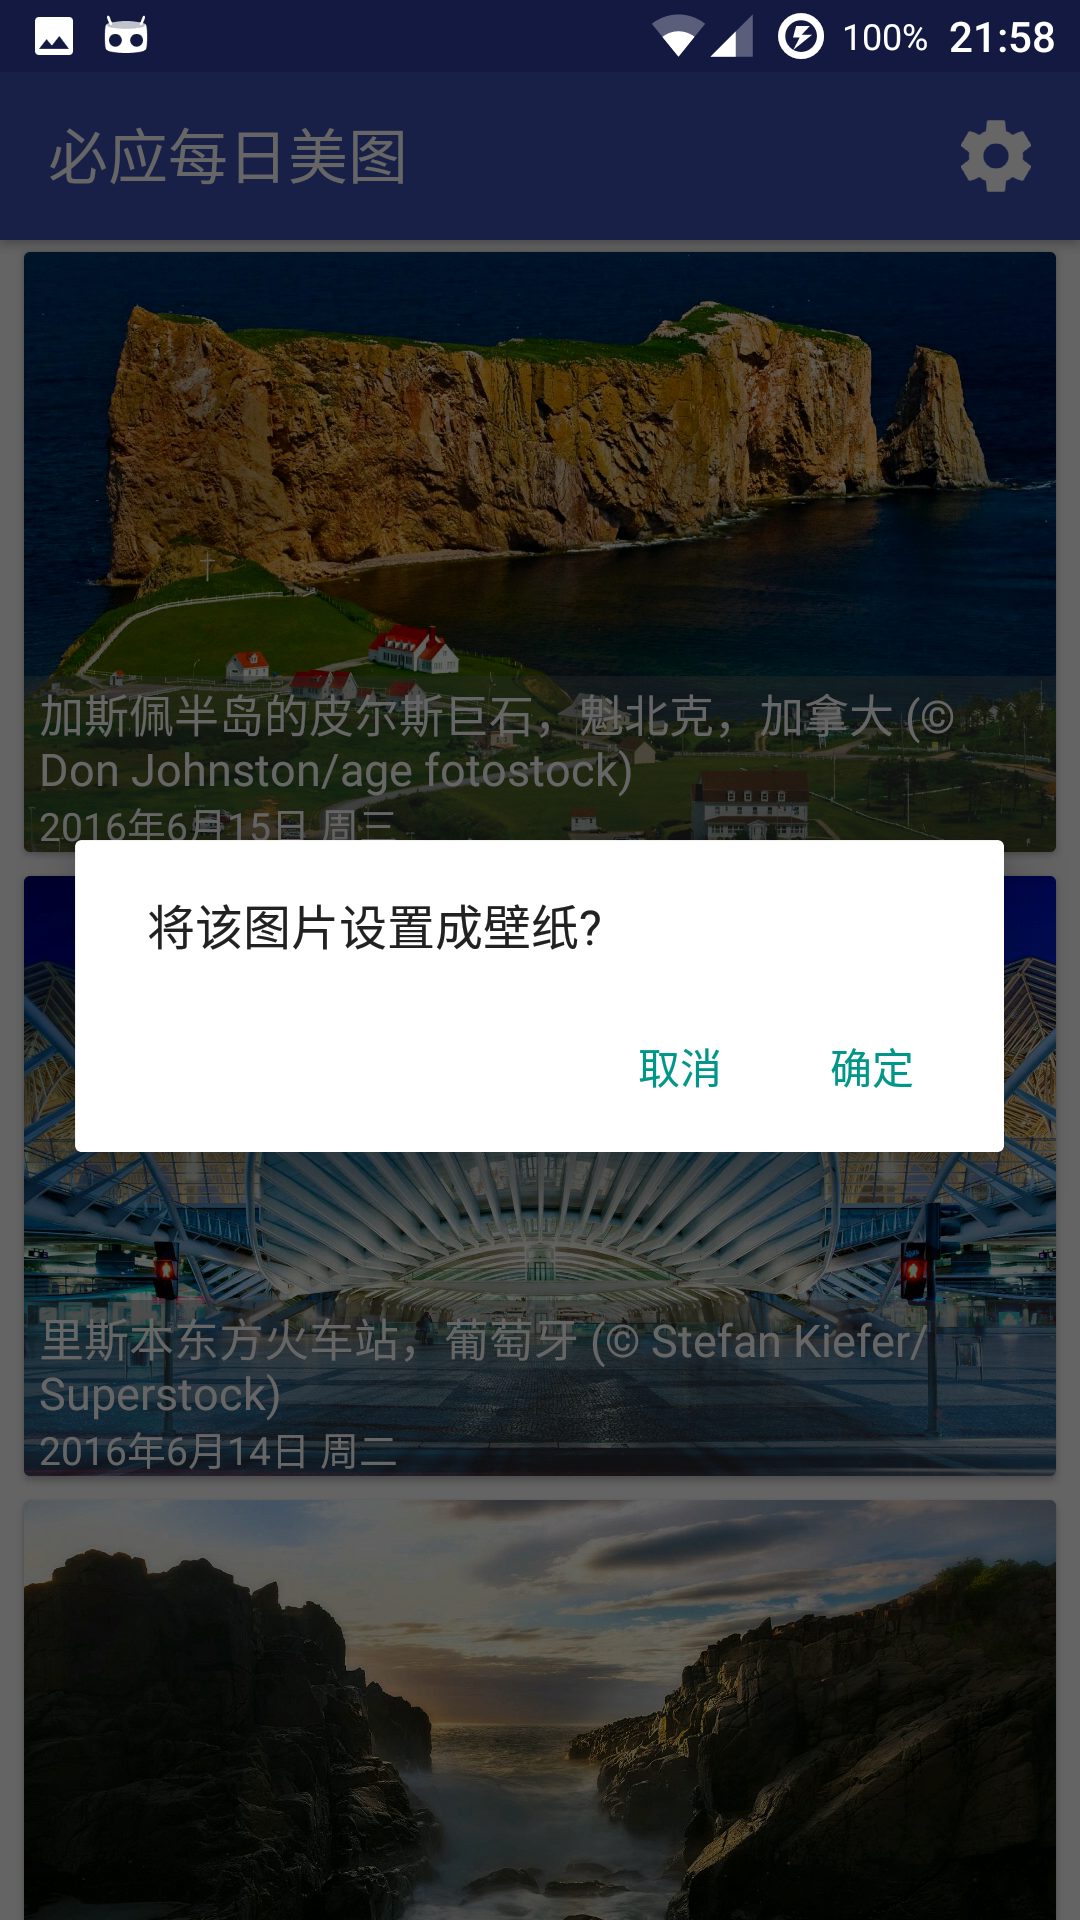 100% 21:58
必应每日美图
加斯佩半岛的皮尔斯巨石，魁北克，加拿大 (©
Don Johnston/age fotostock)
2016年6月15日 周三
将该图片设置成壁纸?
取消 确定
里斯本东方火车站，葡萄牙 (© Stefan Kiefer/
Superstock)
2016年6月14日 周二